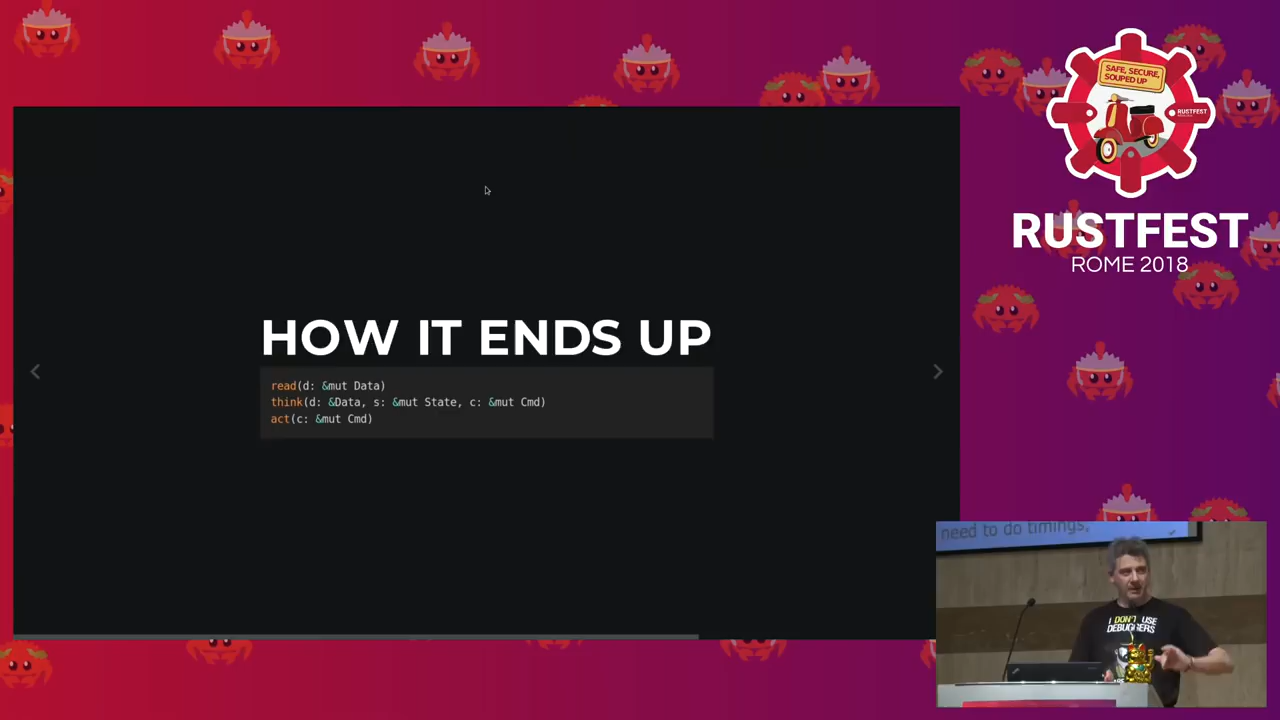 SAFE, SECURE,
SOUPED UP
RUSTFEST
RUSTFEST
ROME 2018
HOW IT ENDS UP
read(d: &mut Data)
think(d: &Data, s: &mut State, c: &mut Cmd)
act(c: &mut Cmd)
need to do timings,
I DON'T USE
DEBUGGERS